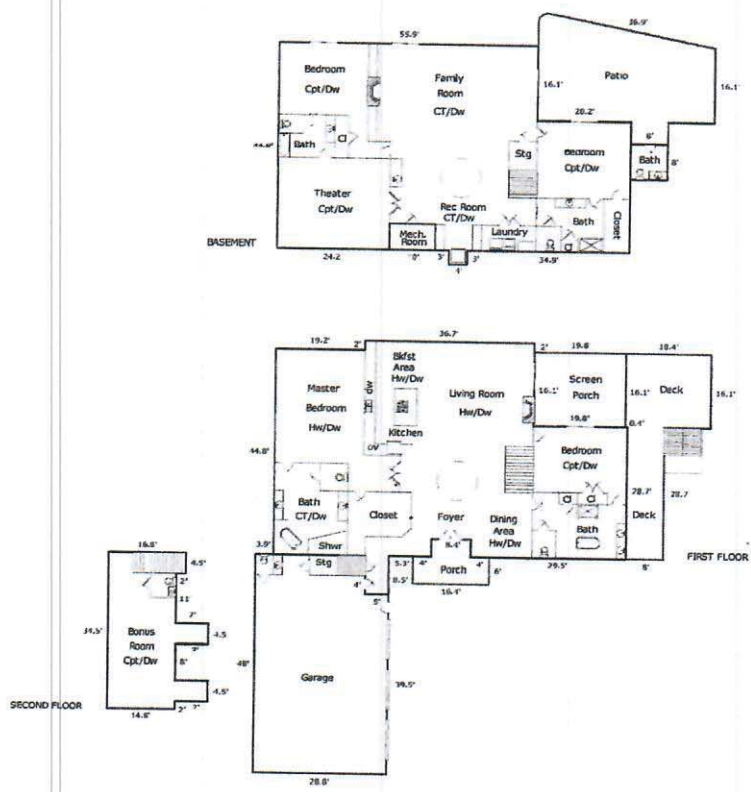 55.9'
36.9'
Bedroom
Cpt/Dw
Family
Room
CT/Dw
Patio
16.1'
16.1'
20.2'
6'
Bath
8'
Bath
Cl
Stg
Bedroom
Cpt/Dw
Theater
Cpt/Dw
Rec Room
CT/Dw
Bath
Closet
Mech.
Room
Laundry
BASEMENT
24.2
3'
4'
3'
34.9'
19.2'
2'
36.7'
2'
19.8
18.4'
Master
Bedroom
Hw/Dw
DW
Bkfst
Area
Hw/Dw
Living Room
Hw/Dw
Kitchen
OV
16.1'
Screen
Porch
19.8'
16.1'
Deck
16.1'
44.8'
Bedroom
Cpt/Dw
28.7'
28.7
Deck
Bath
CT/Dw
Closet
Foyer
Dining
Area
Hw/Dw
Bath
3.9'
Shwr
Stg
5.3'
4'
8.4'
4'
6'
Porch
16.4'
29.5'
8'
FIRST FLOOR
4'
8.5'
5'
16.8'
4.5'
2'
11
7'
4.5
34.5'
Bonus
Room
Cpt/Dw
8'
4.5'
2'
7'
14.8'
SECOND FLOOR
48'
Garage
39.5'
28.8'